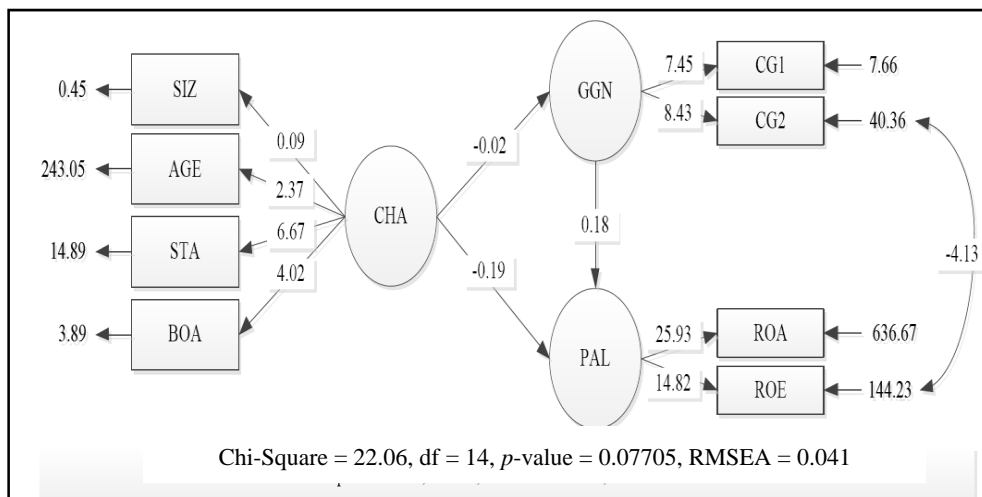 SIZ
0.45
0.09
AGE
243.05
2.37
STA
14.89
6.67
BOA
3.89
4.02
CHA
-0.02
-0.19
GGN
7.45
CG1
7.66
8.43
CG2
40.36
0.18
-4.13
PAL
25.93
ROA
636.67
14.82
ROE
144.23
Chi-Square = 22.06, df = 14, p-value = 0.07705, RMSEA = 0.041